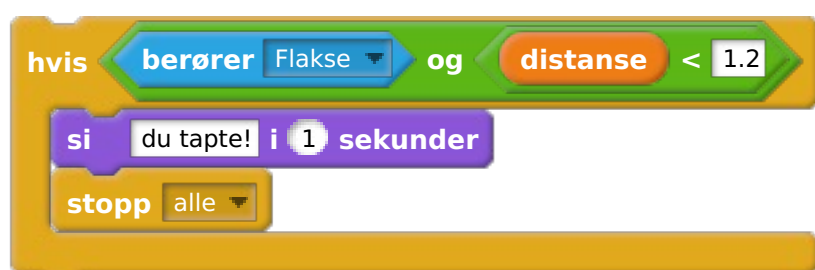 hvis berører Flakse og distanse < 1.2
si du tapte! i 1 sekunder
stopp alle